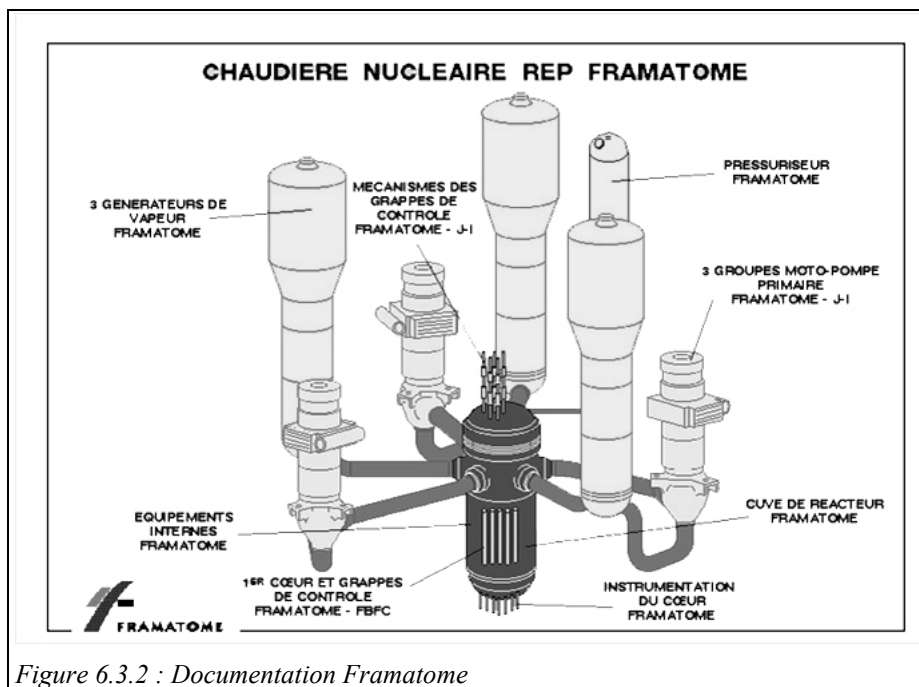 CHAUDIERE NUCLEAIRE REP FRAMATOME
3 GENERATEURS DE
VAPEUR
FRAMATOME
MECANISMES DES
GRAPPES DE
CONTROLE
FRAMATOME - J-I
PRESSURISEUR
FRAMATOME
3 GROUPES MOTO-POMPE
PRIMAIRE
FRAMATOME - J-I
EQUIPEMENTS
INTERNES
FRAMATOME
CUVE DE REACTEUR
FRAMATOME
1ER CŒUR ET GRAPPES
DE CONTROLE
FRAMATOME - FBFC
INSTRUMENTATION
DU CŒUR
FRAMATOME
FRAMATOME
Figure 6.3.2 : Documentation Framatome